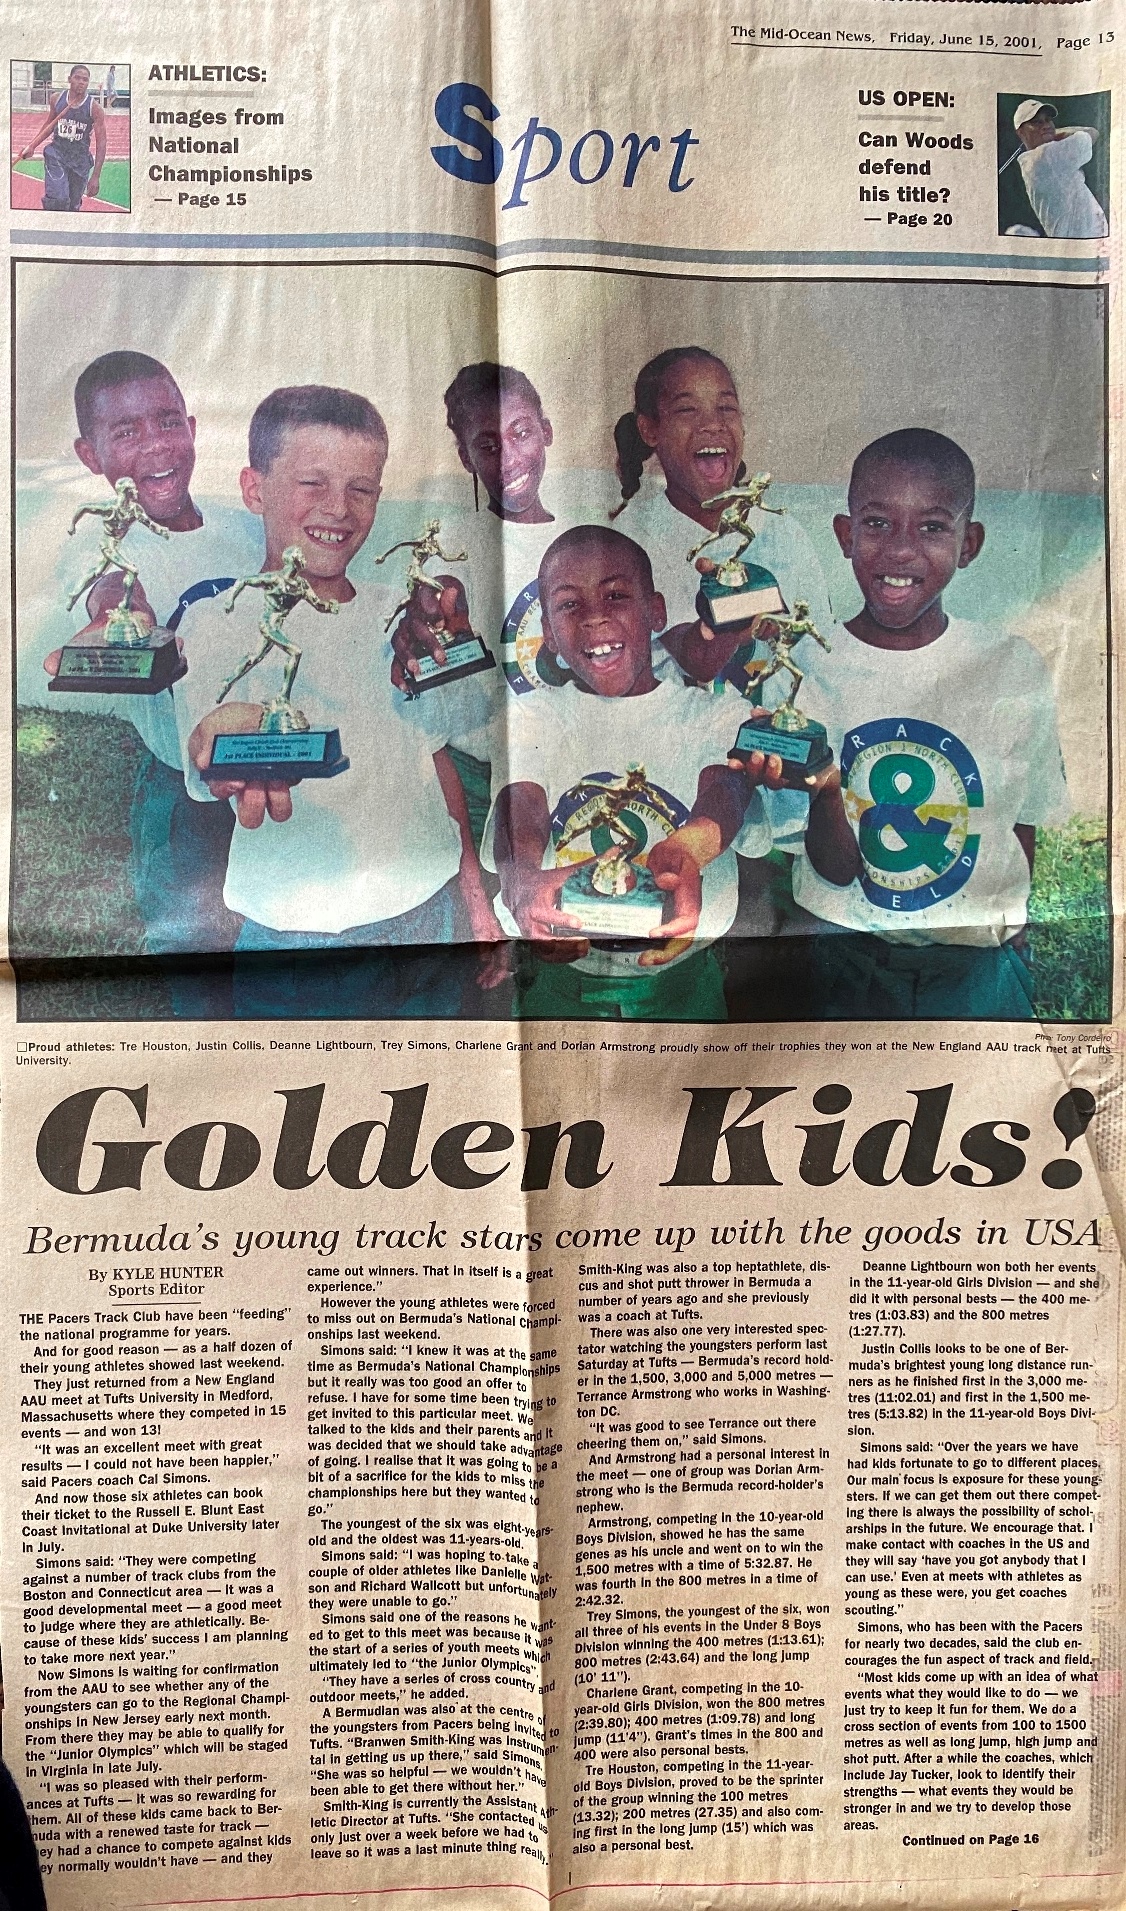 The Mid-Ocean News, Friday, June 15, 2001, Page 13
ATHLETICS:
Images from
National
Championships
— Page 15
Sport
US OPEN:
Can Woods
defend
his title?
— Page 20
126
1st PLACE INDIVIDUAL - 2001
TRACK
&
REGION 1 NORTH CLUB
Photo: Tony Cordeiro
☐Proud athletes: Tre Houston, Justin Collis, Deanne Lightbourn, Trey Simons, Charlene Grant and Dorian Armstrong proudly show off their trophies they won at the New England AAU track meet at Tufts
University.
Golden Kids!
Bermuda's young track stars come up with the goods in USA
By KYLE HUNTER
Sports Editor
THE Pacers Track Club have been "feeding"
the national programme for years.
And for good reason — as a half dozen of
their young athletes showed last weekend.
They just returned from a New England
AAU meet at Tufts University in Medford,
Massachusetts where they competed in 15
events — and won 13!
"It was an excellent meet with great
results — I could not have been happler,"
said Pacers coach Cal Simons.
And now those six athletes can book
their ticket to the Russell E. Blunt East
Coast Invitational at Duke University later
in July.
Simons said: "They were competing
against a number of track clubs from the
Boston and Connecticut area — it was a
good developmental meet — a good meet
to judge where they are athletically. Be-
cause of these kids' success I am planning
to take more next year."
Now Simons is waiting for confirmation
from the AAU to see whether any of the
youngsters can go to the Regional Champi-
onships in New Jersey early next month.
From there they may be able to qualify for
the "Junior Olympics" which will be staged
in Virginia in late July.
"I was so pleased with their perform-
ances at Tufts — it was so rewarding for
them. All of these kids came back to Ber-
muda with a renewed taste for track —
they had a chance to compete against kids
they normally wouldn't have — and they
came out winners. That in itself is a great
experience."
However the young athletes were forced
to miss out on Bermuda's National Champi-
onships last weekend.
Simons said: "I knew it was at the same
time as Bermuda's National Championships
but it really was too good an offer to
refuse. I have for some time been trying to
get invited to this particular meet. We
talked to the kids and their parents and it
was decided that we should take advantage
of going. I realise that it was going to be a
bit of a sacrifice for the kids to miss the
championships here but they wanted to
go."
The youngest of the six was eight-years-
old and the oldest was 11-years-old.
Simons said: "I was hoping to take a
couple of older athletes like Danielle Wat-
son and Richard Wallcott but unfortunately
they were unable to go."
Simons said one of the reasons he want-
ed to get to this meet was because it was
the start of a series of youth meets which
ultimately led to "the Junior Olympics".
"They have a series of cross country and
outdoor meets," he added.
A Bermudian was also at the centre of
the youngsters from Pacers being invited to
Tufts. "Branwen Smith-King was instrumen-
tal in getting us up there," said Simons.
"She was so helpful — we wouldn't have
been able to get there without her."
Smith-King is currently the Assistant Ath-
letic Director at Tufts. "She contacted us
only just over a week before we had to
leave so it was a last minute thing really."
Smith-King was also a top heptathlete, dis-
cus and shot putt thrower in Bermuda a
number of years ago and she previously
was a coach at Tufts.
There was also one very interested spec-
tator watching the youngsters perform last
Saturday at Tufts — Bermuda's record hold-
er in the 1,500, 3,000 and 5,000 metres —
Terrance Armstrong who works in Washing-
ton DC.
"It was good to see Terrance out there
cheering them on," said Simons.
And Armstrong had a personal interest in
the meet — one of group was Dorian Arm-
strong who is the Bermuda record-holder's
nephew.
Armstrong, competing in the 10-year-old
Boys Division, showed he has the same
genes as his uncle and went on to win the
1,500 metres with a time of 5:32.87. He
was fourth in the 800 metres in a time of
2:42.32.
Trey Simons, the youngest of the six, won
all three of his events in the Under 8 Boys
Division winning the 400 metres (1:13.61);
800 metres (2:43.64) and the long jump
(10' 11").
Charlene Grant, competing in the 10-
year-old Girls Division, won the 800 metres
(2:39.80); 400 metres (1:09.78) and long
jump (11'4"). Grant's times in the 800 and
400 were also personal bests.
Tre Houston, competing in the 11-year-
old Boys Division, proved to be the sprinter
of the group winning the 100 metres
(13.32); 200 metres (27.35) and also com-
ing first in the long jump (15') which was
also a personal best.
Deanne Lightbourn won both her events
in the 11-year-old Girls Division — and she
did it with personal bests — the 400 me-
tres (1:03.83) and the 800 metres
(1:27.77).
Justin Collis looks to be one of Ber-
muda's brightest young long distance run-
ners as he finished first in the 3,000 me-
tres (11:02.01) and first in the 1,500 me-
tres (5:13.82) in the 11-year-old Boys Divi-
sion.
Simons said: "Over the years we have
had kids fortunate to go to different places.
Our main focus is exposure for these young-
sters. If we can get them out there compet-
ing there is always the possibility of schol-
arships in the future. We encourage that. I
make contact with coaches in the US and
they will say 'have you got anybody that I
can use.' Even at meets with athletes as
young as these were, you get coaches
scouting."
Simons, who has been with the Pacers
for nearly two decades, said the club en-
courages the fun aspect of track and field.
"Most kids come up with an idea of what
events what they would like to do — we
just try to keep it fun for them. We do a
cross section of events from 100 to 1500
metres as well as long jump, high jump and
shot putt. After a while the coaches, which
include Jay Tucker, look to identify their
strengths — what events they would be
stronger in and we try to develop those
areas.
Continued on Page 16